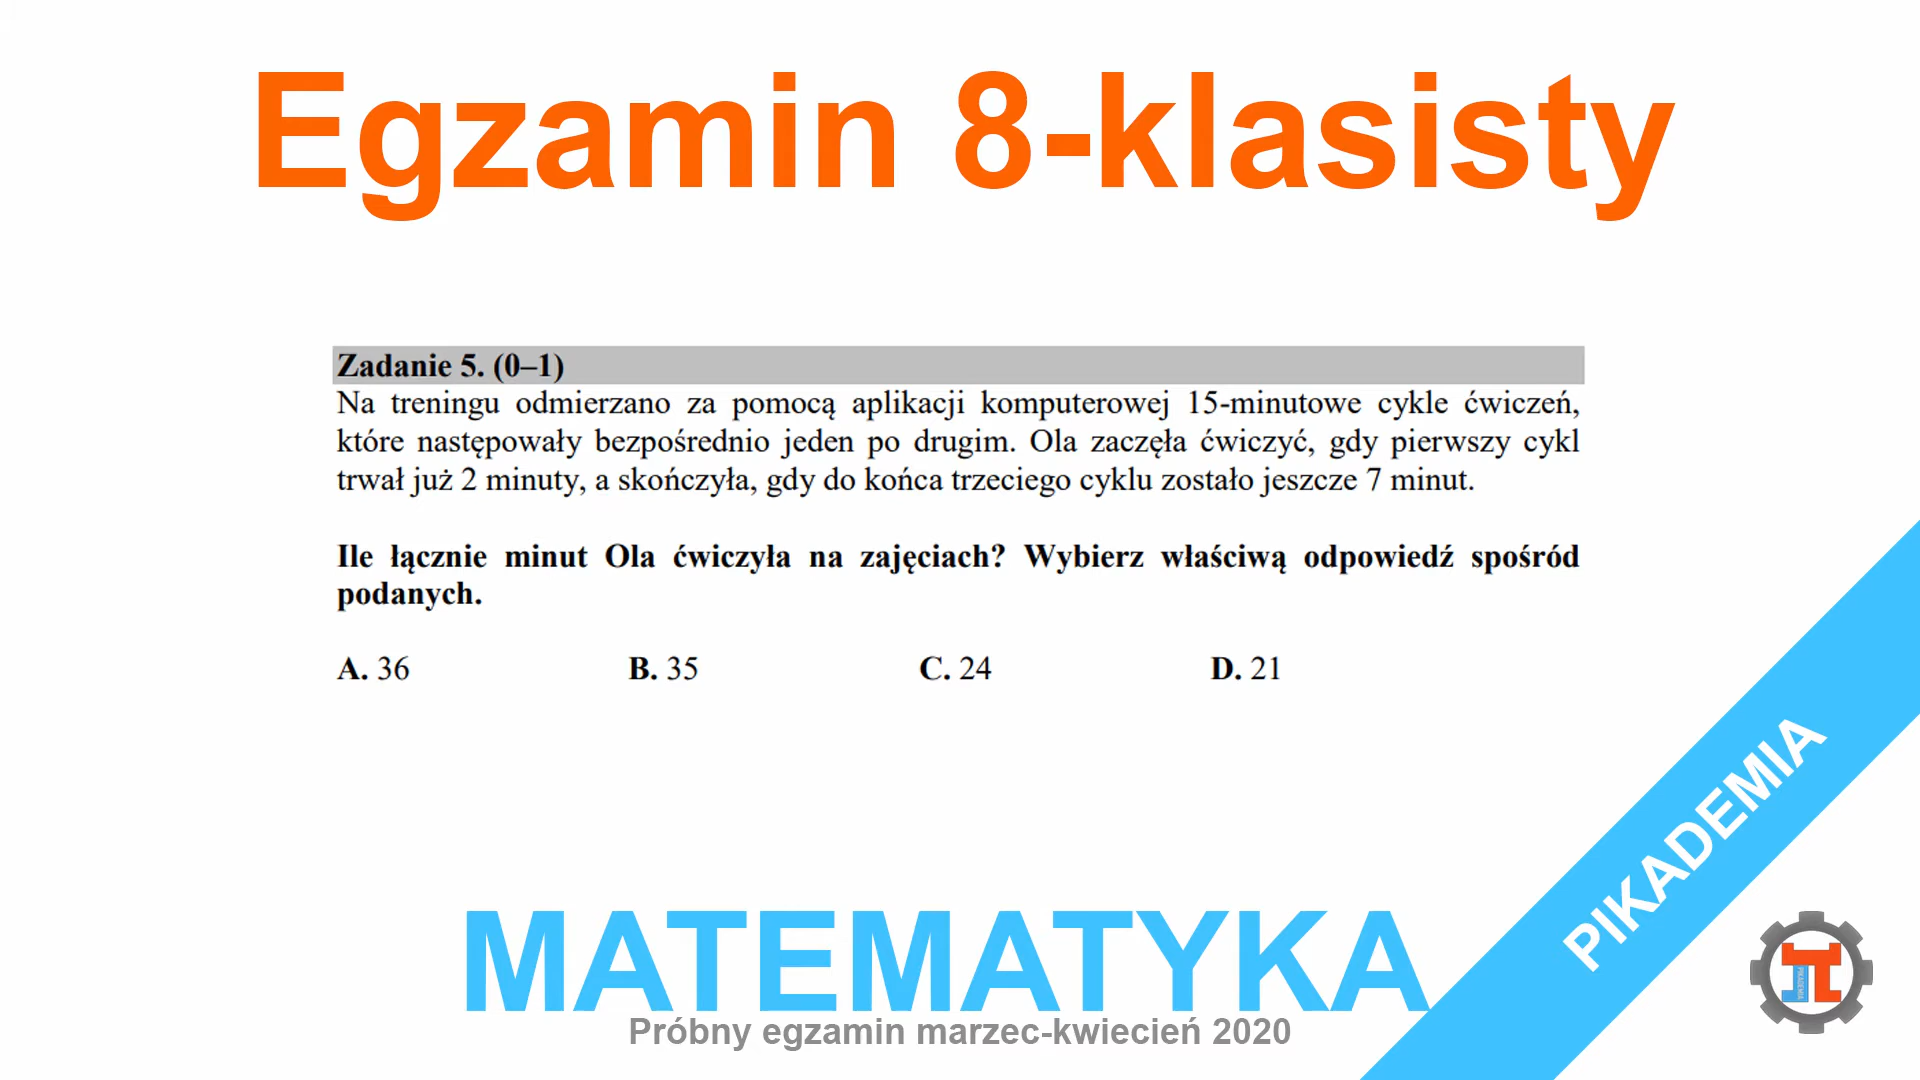 Egzamin 8-klasisty
Zadanie 5. (0–1)
Na treningu odmierzano za pomocą aplikacji komputerowej 15-minutowe cykle ćwiczeń,
które następowały bezpośrednio jeden po drugim. Ola zaczęła ćwiczyć, gdy pierwszy cykl
trwał już 2 minuty, a skończyła, gdy do końca trzeciego cyklu zostało jeszcze 7 minut.
Ile łącznie minut Ola ćwiczyła na zajęciach? Wybierz właściwą odpowiedź spośród
podanych.
A. 36 B. 35 C. 24 D. 21
PIKADEMIA
MATEMATYKA
Próbny egzamin marzec-kwiecień 2020